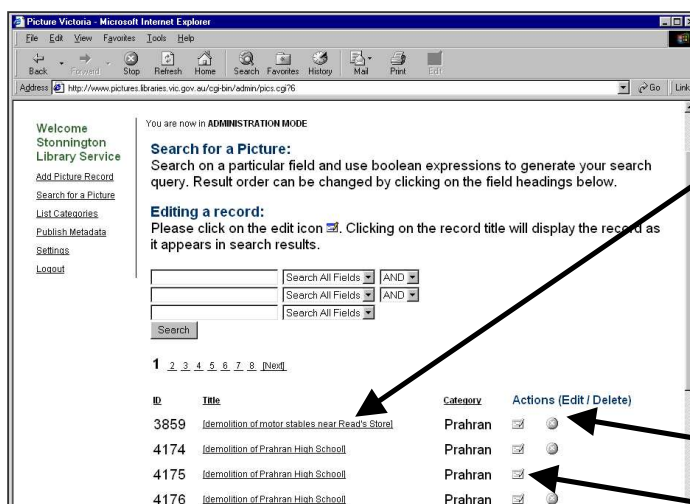 Picture Victoria - Microsoft Internet Explorer
File Edit View Favorites Tools Help
Back Forward Stop Refresh Home Search Favorites History Mail Print Edit
Address http://www.pictures.libraries.vic.gov.au/cgi-bin/admin/pics.cgi?6 Go Link
Welcome
Stonnington
Library Service
Add Picture Record
Search for a Picture
List Categories
Publish Metadata
Settings
Logout
You are now in ADMINISTRATION MODE
Search for a Picture:
Search on a particular field and use boolean expressions to generate your search
query. Result order can be changed by clicking on the field headings below.
Editing a record:
Please click on the edit icon . Clicking on the record title will display the record as
it appears in search results.
Search All Fields AND
Search All Fields AND
Search All Fields
Search
1 2 3 4 5 6 7 8 [Next]
ID Title Category Actions (Edit / Delete)
3859 [demolition of motor stables near Read's Store] Prahran
4174 [demolition of Prahran High School] Prahran
4175 [demolition of Prahran High School] Prahran
4176 [demolition of Prahran High School] Prahran